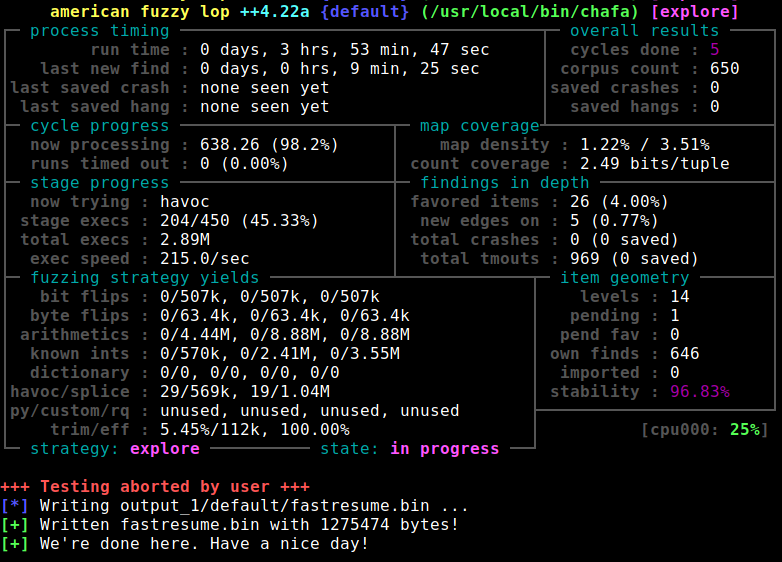 american fuzzy lop ++4.22a {default} (/usr/local/bin/chafa) [explore]
process timing overall results
run time : 0 days, 3 hrs, 53 min, 47 sec cycles done : 5
last new find : 0 days, 0 hrs, 9 min, 25 sec corpus count : 650
last saved crash : none seen yet saved crashes : 0
last saved hang : none seen yet saved hangs : 0
cycle progress map coverage
now processing : 638.26 (98.2%) map density : 1.22% / 3.51%
runs timed out : 0 (0.00%) count coverage : 2.49 bits/tuple
stage progress findings in depth
now trying : havoc favored items : 26 (4.00%)
stage execs : 204/450 (45.33%) new edges on : 5 (0.77%)
total execs : 2.89M total crashes : 0 (0 saved)
exec speed : 215.0/sec total tmouts : 969 (0 saved)
fuzzing strategy yields item geometry
bit flips : 0/507k, 0/507k, 0/507k levels : 14
byte flips : 0/63.4k, 0/63.4k, 0/63.4k pending : 1
arithmetics : 0/4.44M, 0/8.88M, 0/8.88M pend fav : 0
known ints : 0/570k, 0/2.41M, 0/3.55M own finds : 646
dictionary : 0/0, 0/0, 0/0, 0/0 imported : 0
havoc/splice : 29/569k, 19/1.04M stability : 96.83%
py/custom/rq : unused, unused, unused, unused
trim/eff : 5.45%/112k, 100.00% [cpu000: 25%]
strategy: explore state: in progress
+++ Testing aborted by user +++
[*] Writing output_1/default/fastresume.bin ...
[+] Written fastresume.bin with 1275474 bytes!
[+] We're done here. Have a nice day!